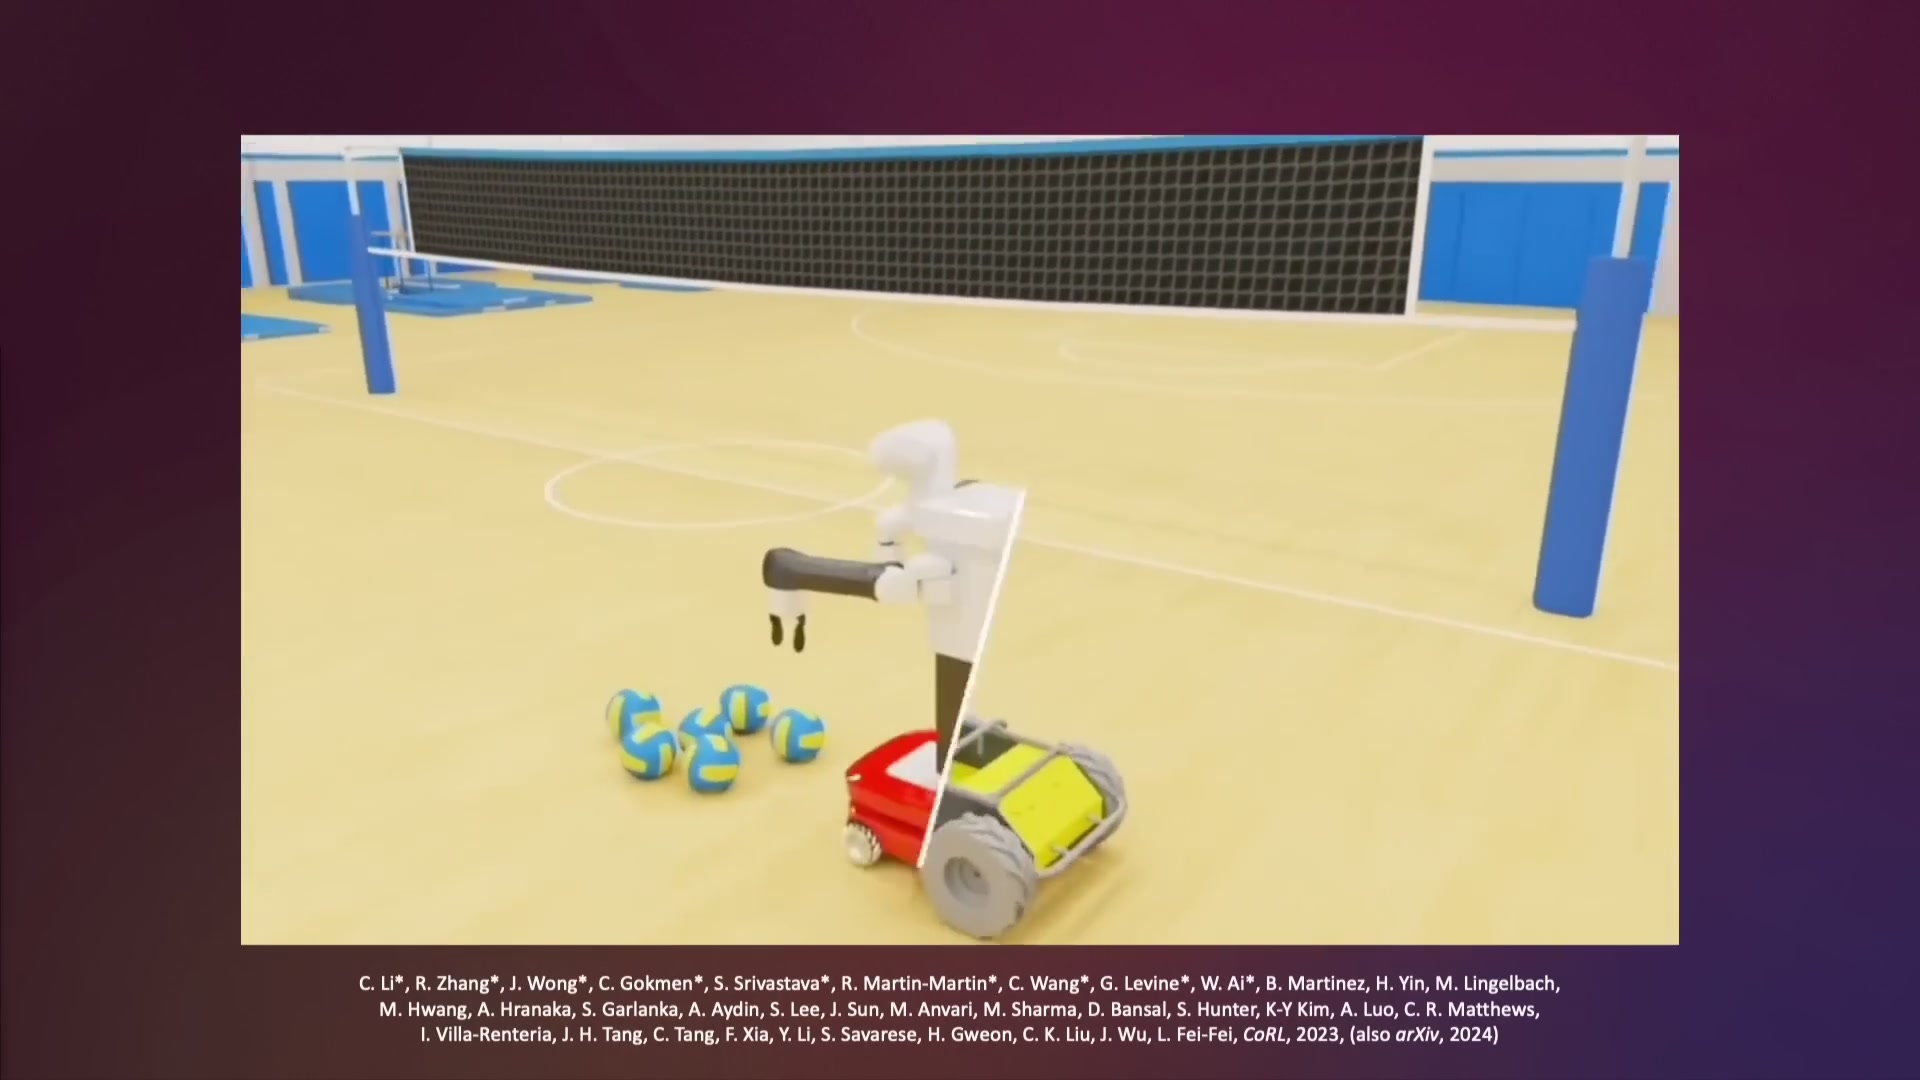 C. Li*, R. Zhang*, J. Wong*, C. Gokmen*, S. Srivastava*, R. Martin-Martin*, C. Wang*, G. Levine*, W. Ai*, B. Martinez, H. Yin, M. Lingelbach,
M. Hwang, A. Hranaka, S. Garlanka, A. Aydin, S. Lee, J. Sun, M. Anvari, M. Sharma, D. Bansal, S. Hunter, K-Y Kim, A. Luo, C. R. Matthews,
I. Villa-Renteria, J. H. Tang, C. Tang, F. Xia, Y. Li, S. Savarese, H. Gweon, C. K. Liu, J. Wu, L. Fei-Fei, CoRL, 2023, (also arXiv, 2024)